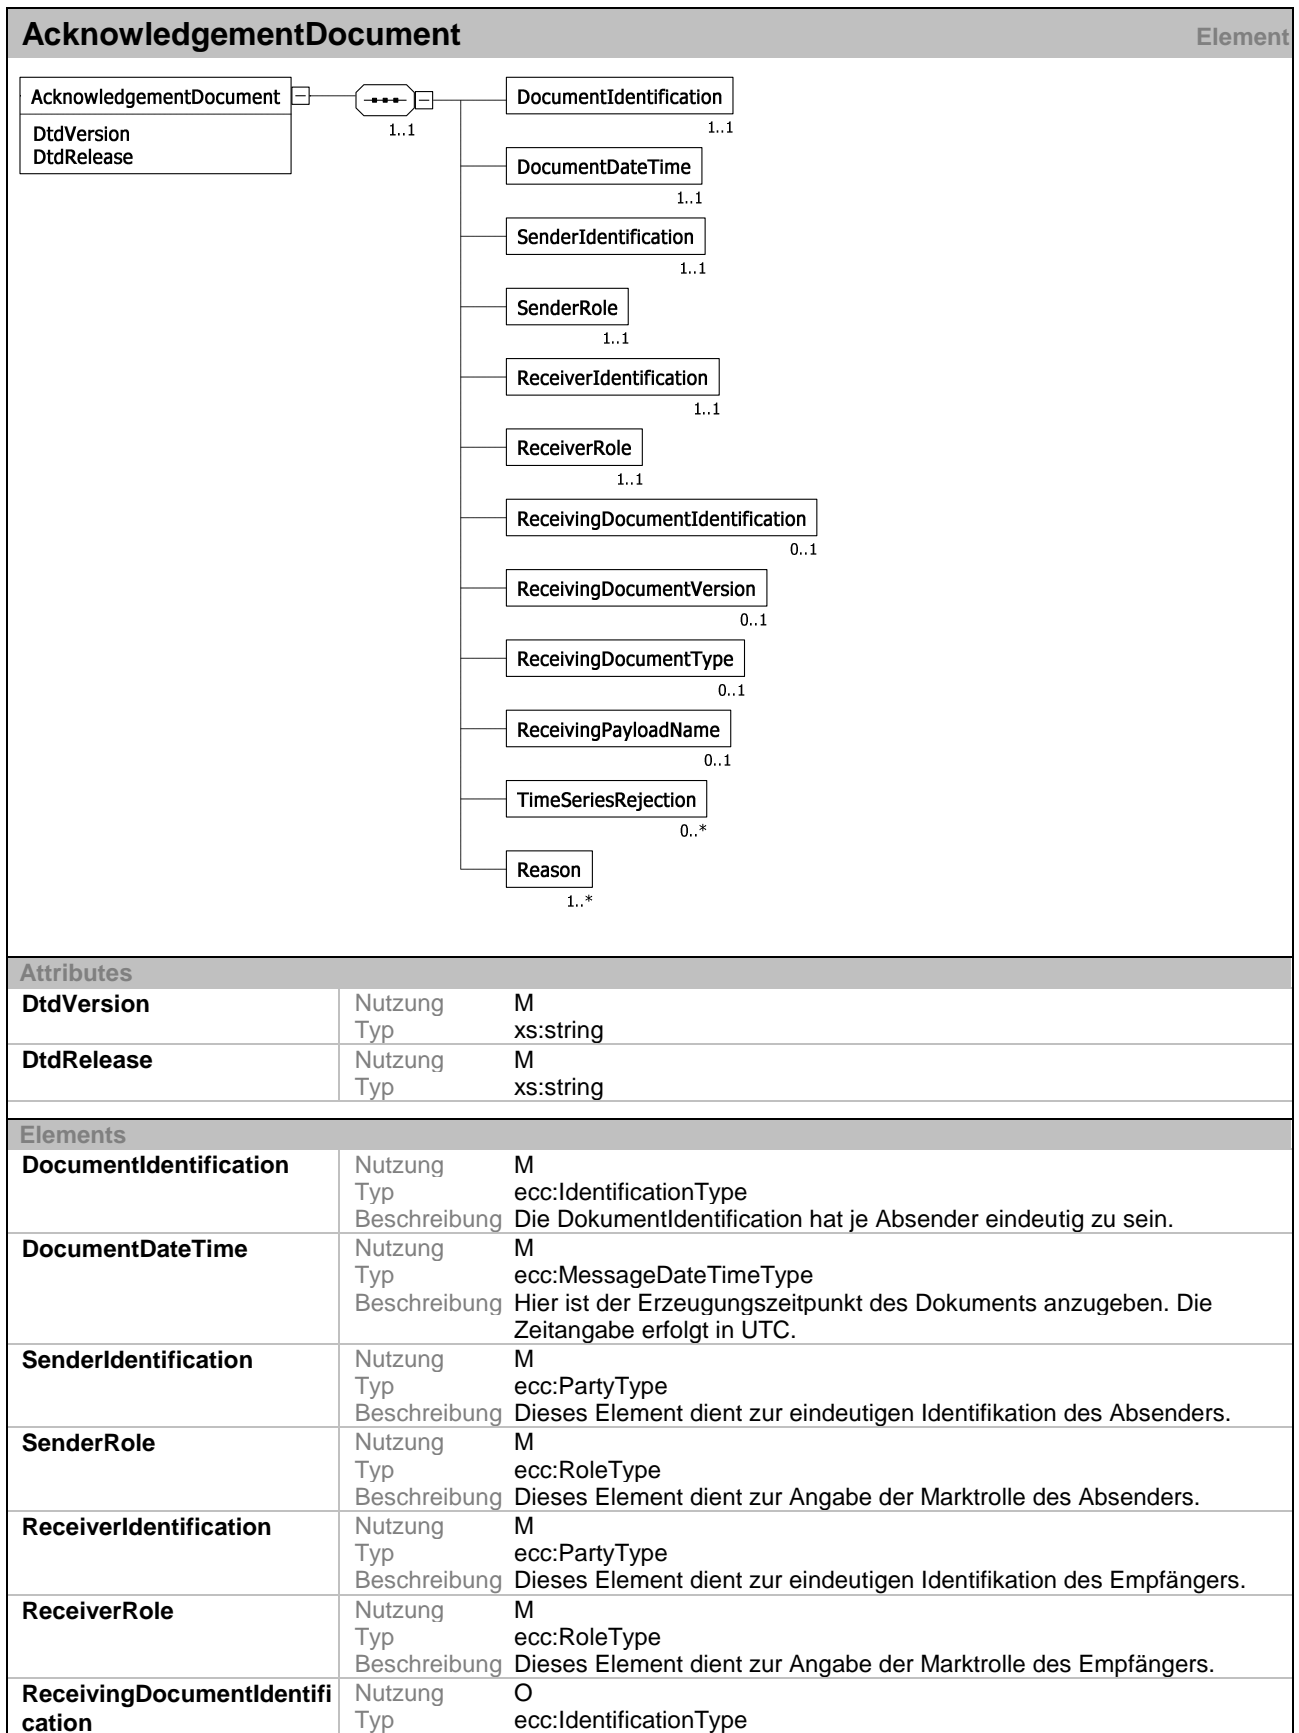 AcknowledgementDocument Element
AcknowledgementDocument
DtdVersion
DtdRelease
1..1
DocumentIdentification
1..1
DocumentDateTime
1..1
SenderIdentification
1..1
SenderRole
1..1
ReceiverIdentification
1..1
ReceiverRole
1..1
ReceivingDocumentIdentification
0..1
ReceivingDocumentVersion
0..1
ReceivingDocumentType
0..1
ReceivingPayloadName
0..1
TimeSeriesRejection
0..*
Reason
1..*
Attributes
DtdVersion Nutzung M
Typ xs:string
DtdRelease Nutzung M
Typ xs:string
Elements
DocumentIdentification Nutzung M
Typ ecc:IdentificationType
Beschreibung Die DokumentIdentification hat je Absender eindeutig zu sein.
DocumentDateTime Nutzung M
Typ ecc:MessageDateTimeType
Beschreibung Hier ist der Erzeugungszeitpunkt des Dokuments anzugeben. Die
Zeitangabe erfolgt in UTC.
SenderIdentification Nutzung M
Typ ecc:PartyType
Beschreibung Dieses Element dient zur eindeutigen Identifikation des Absenders.
SenderRole Nutzung M
Typ ecc:RoleType
Beschreibung Dieses Element dient zur Angabe der Marktrolle des Absenders.
ReceiverIdentification Nutzung M
Typ ecc:PartyType
Beschreibung Dieses Element dient zur eindeutigen Identifikation des Empfängers.
ReceiverRole Nutzung M
Typ ecc:RoleType
Beschreibung Dieses Element dient zur Angabe der Marktrolle des Empfängers.
ReceivingDocumentIdentifi Nutzung O
cation Typ ecc:IdentificationType